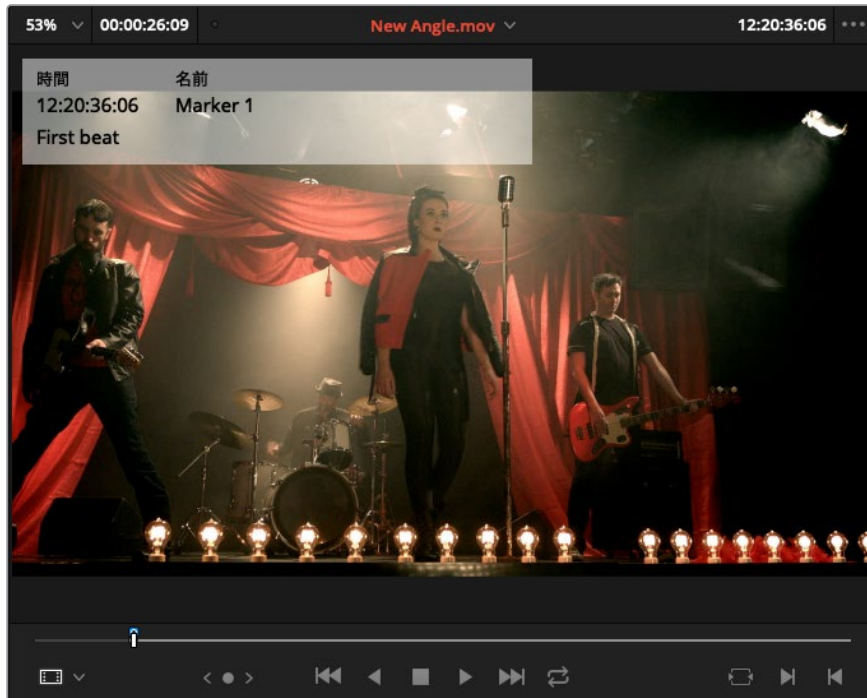 53% 00:00:26:09 New Angle.mov 12:20:36:06
時間 名前
12:20:36:06 Marker 1
First beat